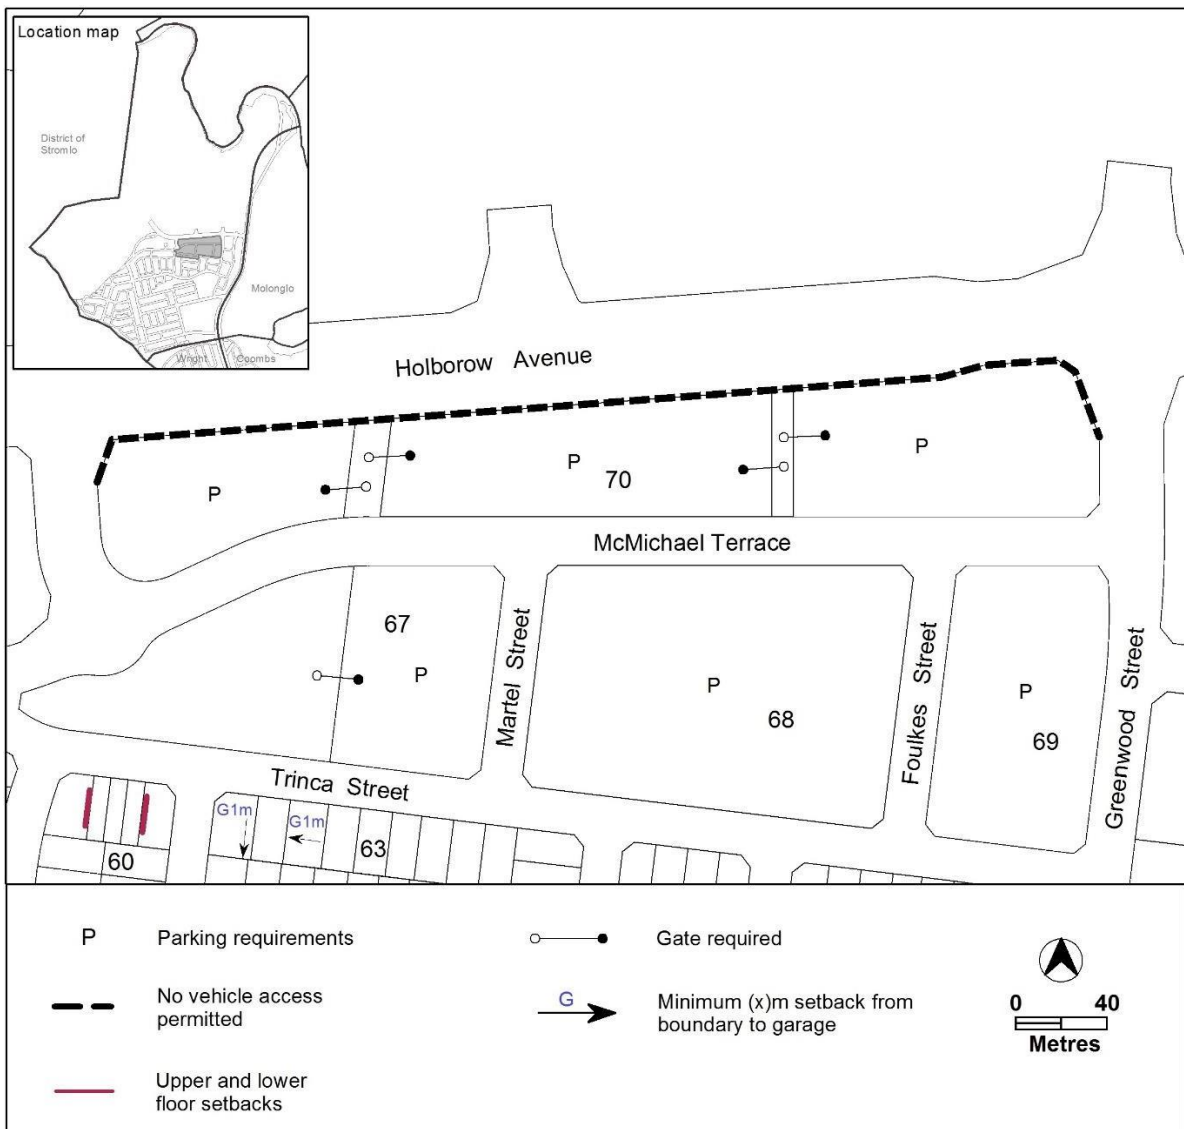 Location map
District of
Stromlo
Molonglo
Wright
Coombs
Holborow Avenue
P
P
70
P
McMichael Terrace
67
P
Martel Street
P
68
Foulkes Street
P
69
Greenwood Street
Trinca Street
G1m
G1m
60
63
P
Parking requirements
Gate required
No vehicle access
permitted
G
Minimum (x)m setback from
boundary to garage
Upper and lower
floor setbacks
0 40
Metres